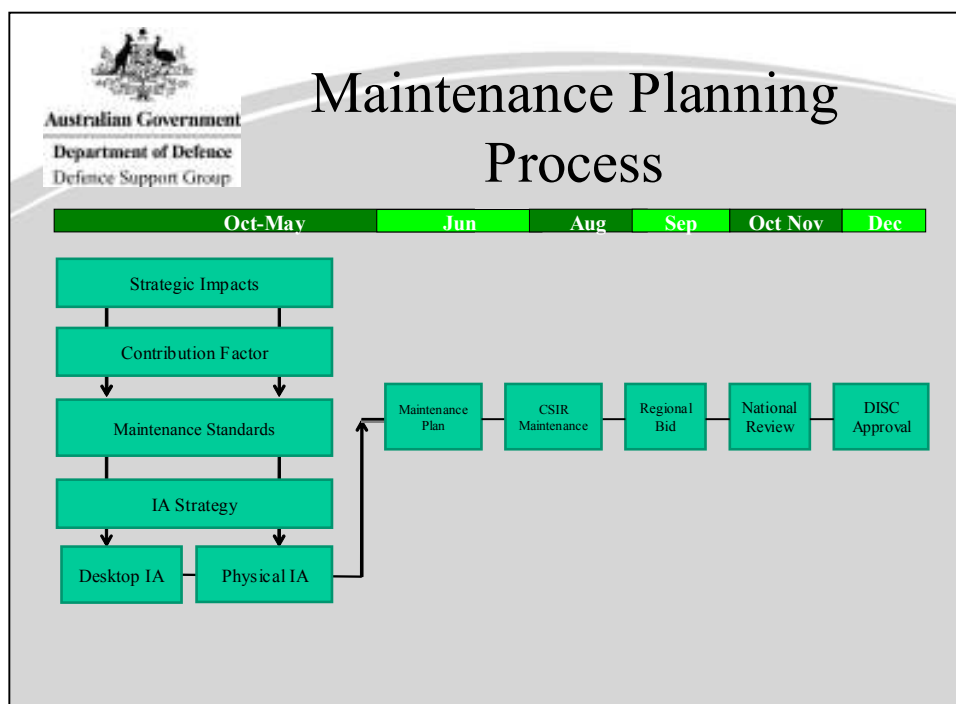 Australian Government
Department of Defence
Defence Support Group
Maintenance Planning
Process
Oct-May Jun Aug Sep Oct Nov Dec
Strategic Impacts
Contribution Factor
Maintenance Standards
IA Strategy
Desktop IA
Physical IA
Maintenance
Plan
CSIR
Maintenance
Regional
Bid
National
Review
DISC
Approval